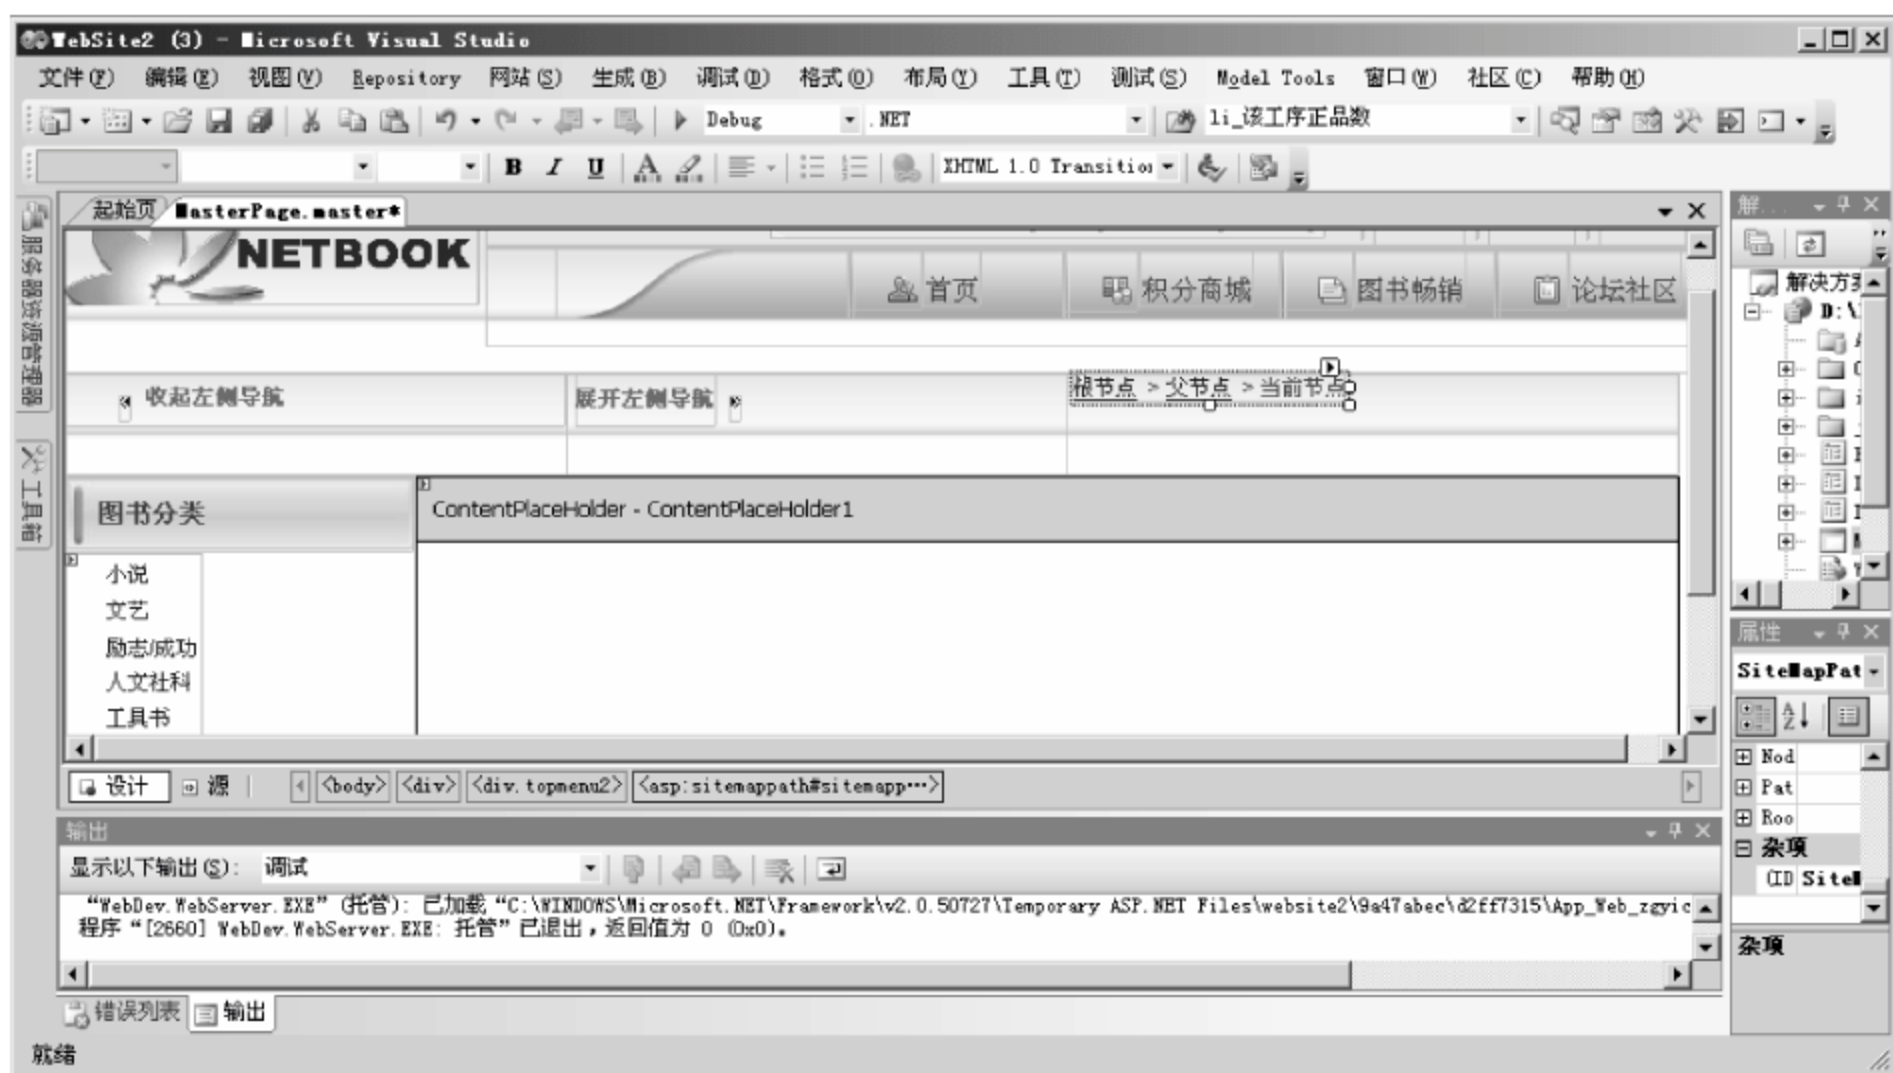 WebSite2 (3) - Microsoft Visual Studio
文件(F) 编辑(E) 视图(V) Repository 网站(S) 生成(B) 调试(D) 格式(O) 布局(Y) 工具(T) 测试(S) Model Tools 窗口(W) 社区(C) 帮助(H)
Debug .NET li_该工序正品数
B I U A XHTML 1.0 Transitio
服务器资源管理器
工具箱
起始页 MasterPage.master*
NETBOOK
首页 积分商城 图书畅销 论坛社区
收起左侧导航 展开左侧导航 根节点 > 父节点 > 当前节点
图书分类 ContentPlaceHolder - ContentPlaceHolder1
小说
文艺
励志/成功
人文社科
工具书
设计 源 <body> <div> <div.topmenu2> <asp:sitemappath#sitemapp…>
输出
显示以下输出(S): 调试
“WebDev.WebServer.EXE”(托管): 已加载“C:\WINDOWS\Microsoft.NET\Framework\v2.0.50727\Temporary ASP.NET Files\website2\9a47abec\d2ff7315\App_Web_zgyic
程序“[2660] WebDev.WebServer.EXE: 托管”已退出，返回值为 0 (0x0)。
错误列表 输出
就绪
解...
解决方案
D:\
属性
SiteMapPat
Nod
Pat
Roo
杂项
(ID SiteM
杂项